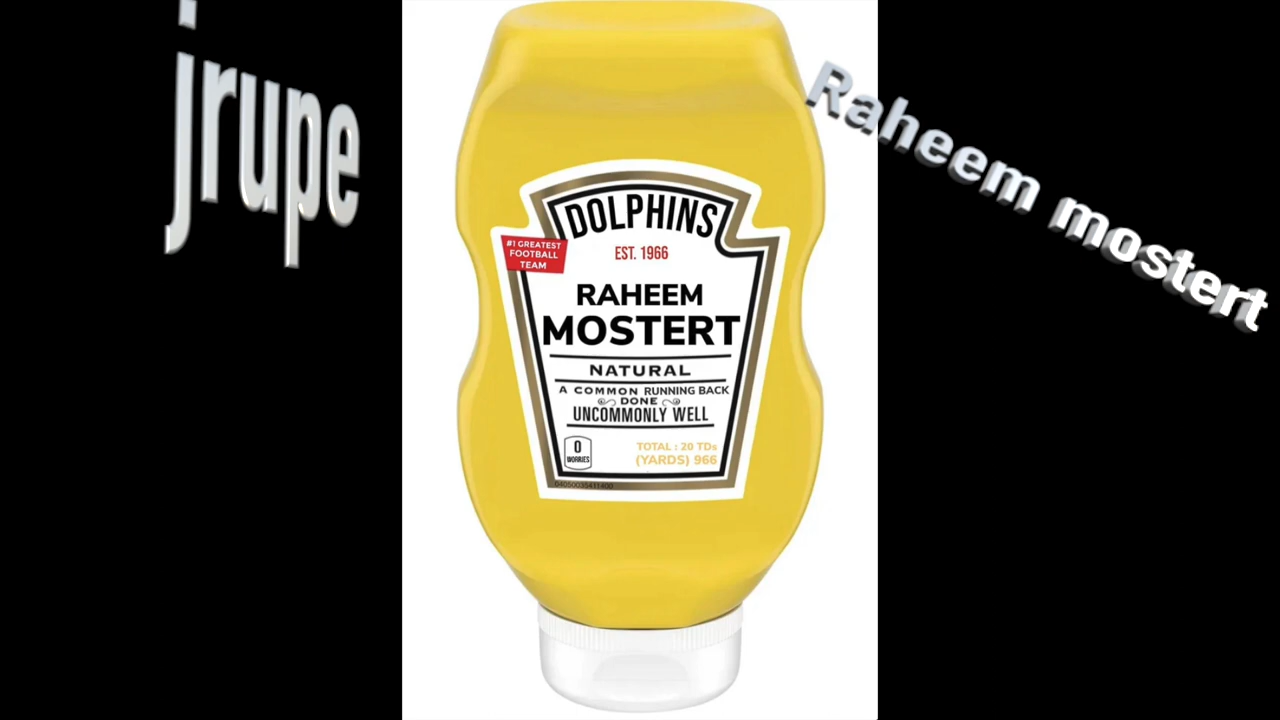 jrupe
Raheem mostert
DOLPHINS
EST. 1966
#1 GREATEST
FOOTBALL
TEAM
RAHEEM
MOSTERT
NATURAL
A COMMON RUNNING BACK
DONE
UNCOMMONLY WELL
0
WORRIES
TOTAL : 20 TDs
(YARDS) 966